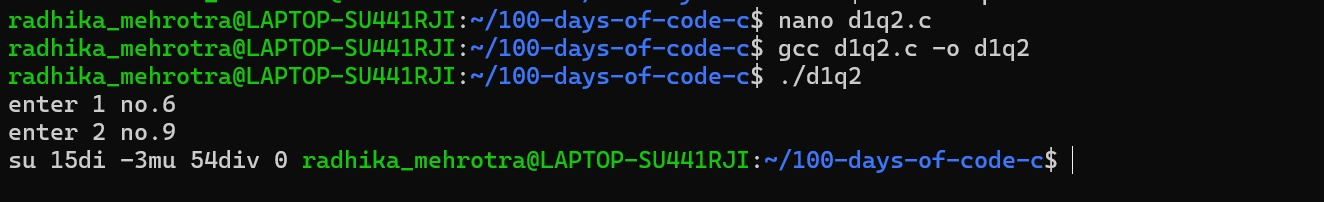 radhika_mehrotra@LAPTOP-SU441RJI:~/100-days-of-code-c$ nano d1q2.c
radhika_mehrotra@LAPTOP-SU441RJI:~/100-days-of-code-c$ gcc d1q2.c -o d1q2
radhika_mehrotra@LAPTOP-SU441RJI:~/100-days-of-code-c$ ./d1q2
enter 1 no.6
enter 2 no.9
su 15di -3mu 54div 0 radhika_mehrotra@LAPTOP-SU441RJI:~/100-days-of-code-c$